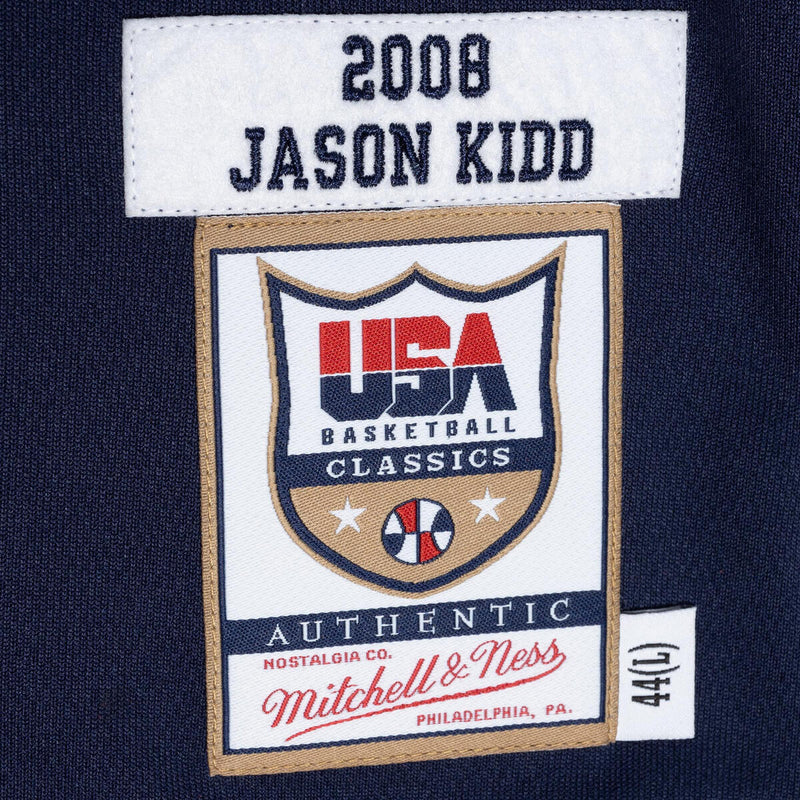 2008
JASON KIDD
USA
BASKETBALL
CLASSICS
AUTHENTIC
NOSTALGIA CO.
Mitchell & Ness
PHILADELPHIA, PA.
44(L)